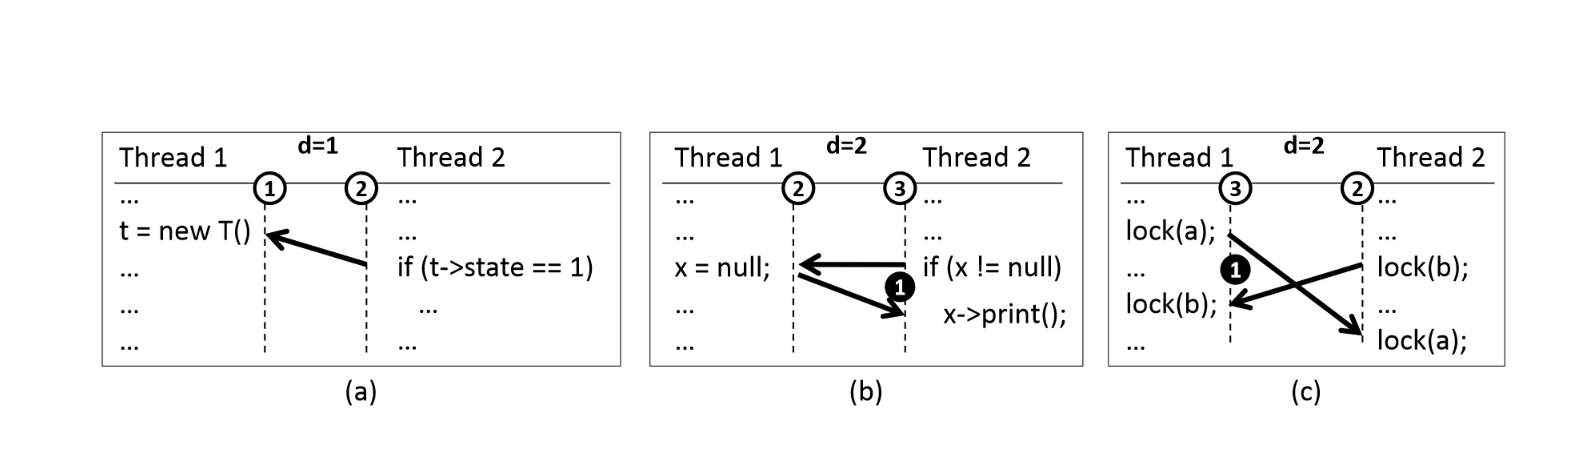 Thread 1 d=1 Thread 2
1 2
... ...
t = new T() ...
... if (t->state == 1)
... ...
... ...
(a)
Thread 1 d=2 Thread 2
2 3
... ...
... ...
x = null; if (x != null)
1
... x->print();
...
(b)
Thread 1 d=2 Thread 2
3 2
... ...
lock(a); ...
... 1 lock(b);
lock(b); ...
... lock(a);
(c)